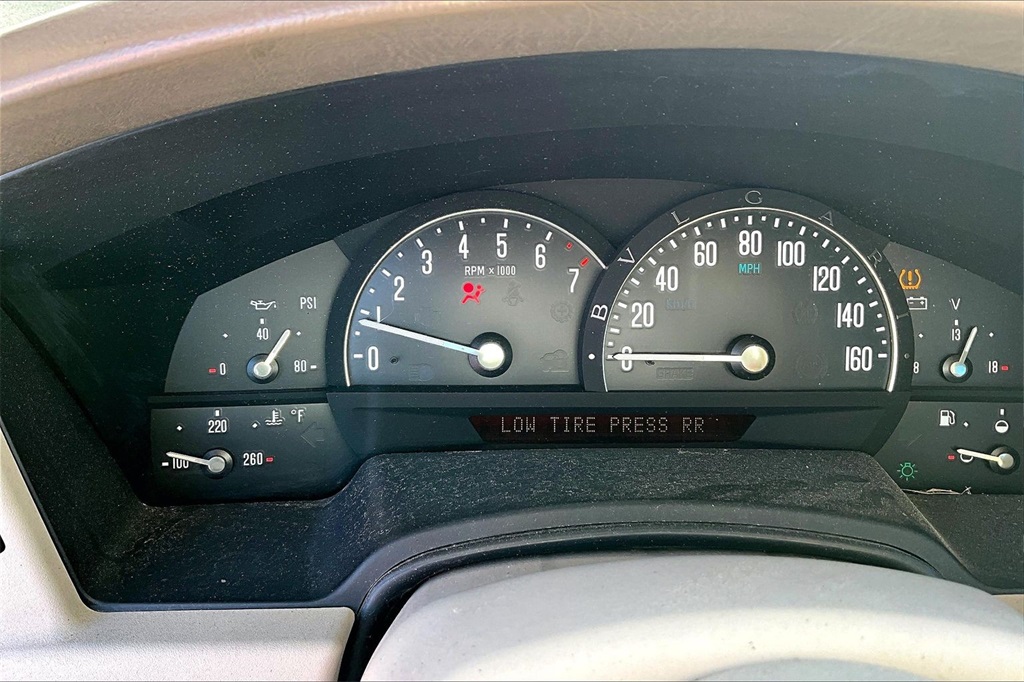 BVLGARI
0 1 2 3 4 5 6 7
RPM x 1000
0 20 40 60 80 100 120 140 160
MPH
PSI
0 40 80
V
8 13 18
LOW TIRE PRESS RR
°F
100 220 260